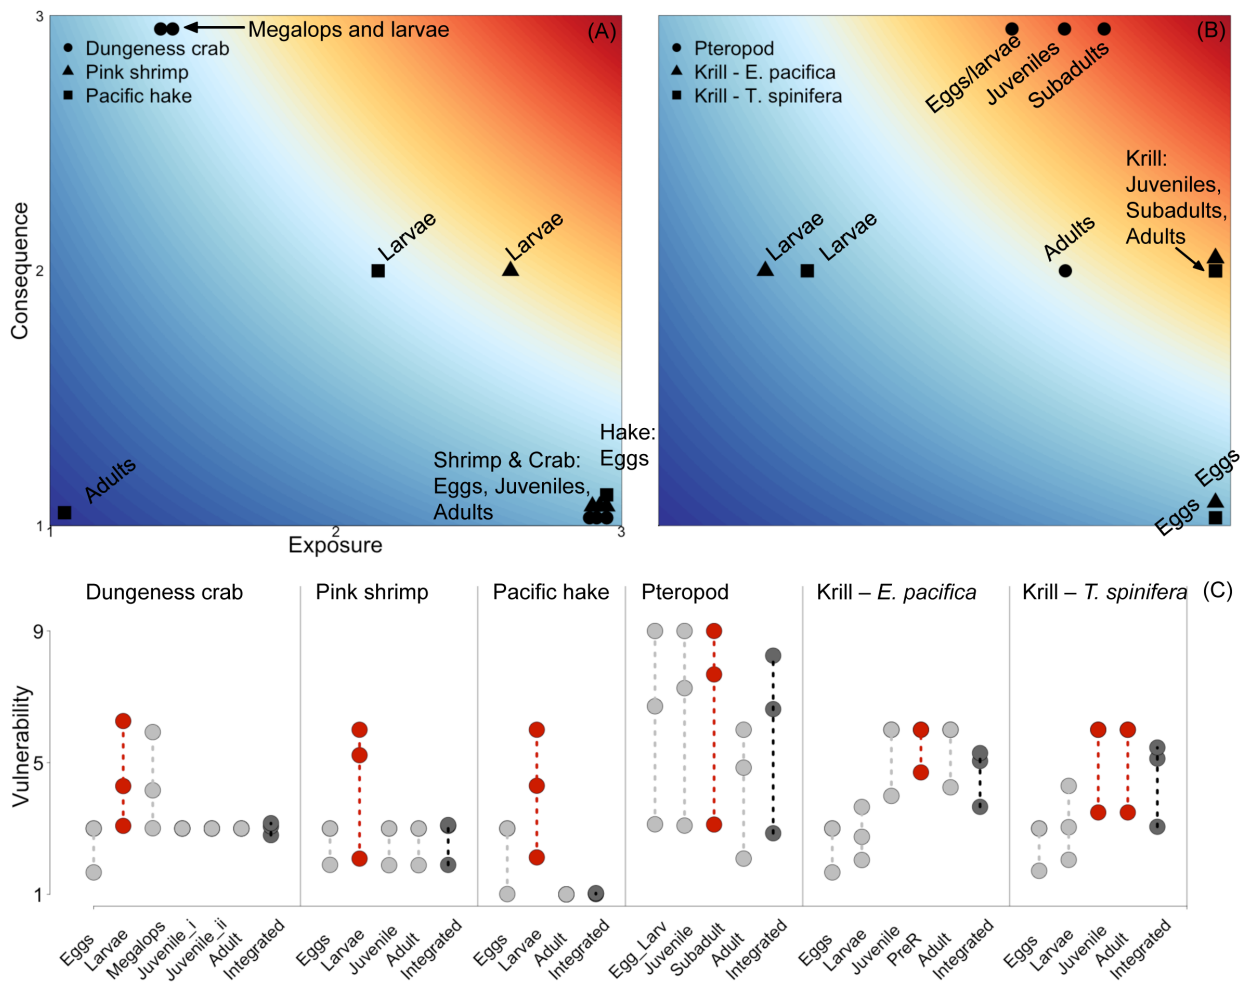 3
Megalops and larvae
(A)
Dungeness crab
Pink shrimp
Pacific hake
Larvae
Larvae
2
Consequence
Adults
Shrimp & Crab:
Eggs, Juveniles,
Adults
Hake:
Eggs
1
1
2
3
Exposure
(B)
Pteropod
Krill - E. pacifica
Krill - T. spinifera
Eggs/larvae
Juveniles
Subadults
Krill:
Juveniles,
Subadults,
Adults
Larvae
Larvae
Adults
Eggs
Eggs
Dungeness crab
Pink shrimp
Pacific hake
Pteropod
Krill – E. pacifica
Krill – T. spinifera
(C)
9
5
1
Vulnerability
Eggs
Larvae
Megalops
Juvenile_i
Juvenile_ii
Adult
Integrated
Eggs
Larvae
Juvenile
Adult
Integrated
Eggs
Larvae
Adult
Integrated
Egg_Larv
Juvenile
Subadult
Adult
Integrated
Eggs
Larvae
Juvenile
PreR
Adult
Integrated
Eggs
Larvae
Juvenile
Adult
Integrated